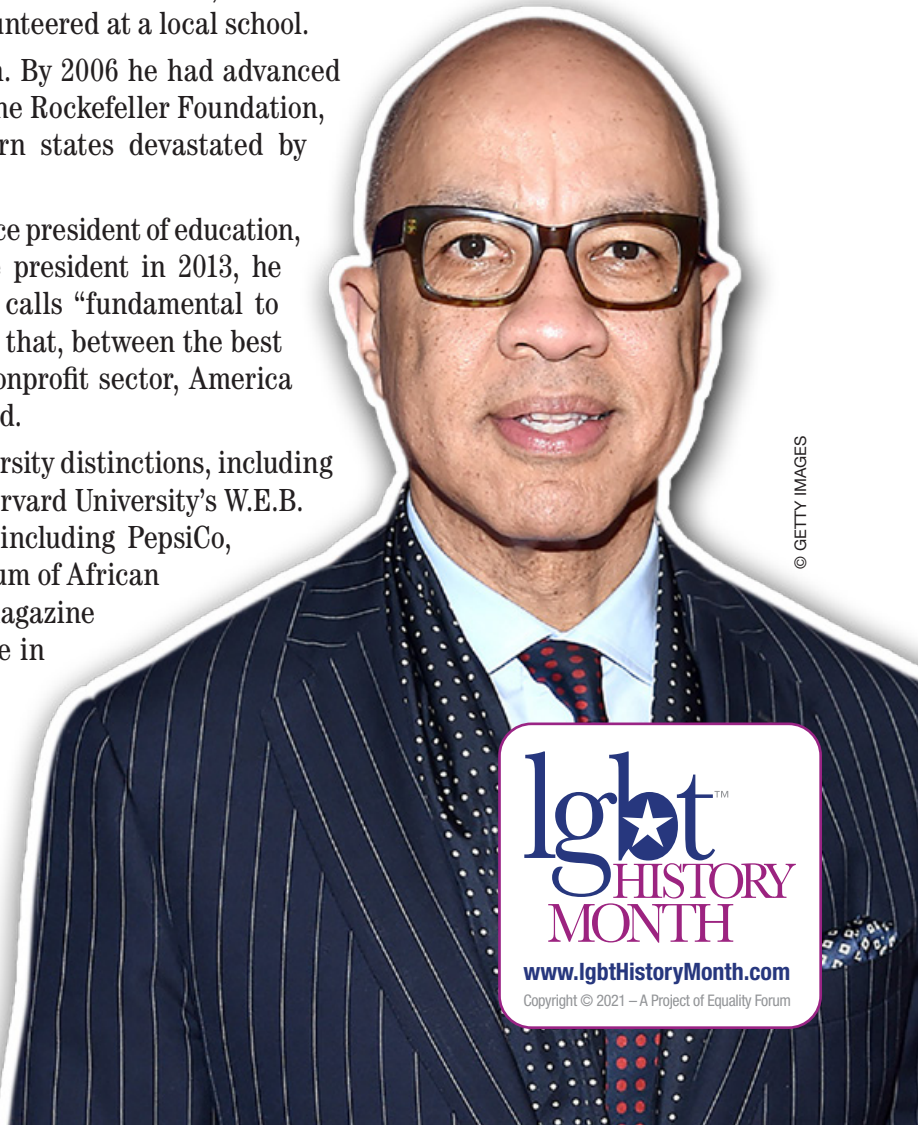 unteered at a local school.
. By 2006 he had advanced
he Rockefeller Foundation,
rn states devastated by
ce president of education,
president in 2013, he
calls “fundamental to
that, between the best
onprofit sector, America
d.
rsity distinctions, including
rvard University’s W.E.B.
including PepsiCo,
um of African
agazine
e in
© GETTY IMAGES
lgbt™
HISTORY
MONTH
www.lgbtHistoryMonth.com
Copyright © 2021 – A Project of Equality Forum